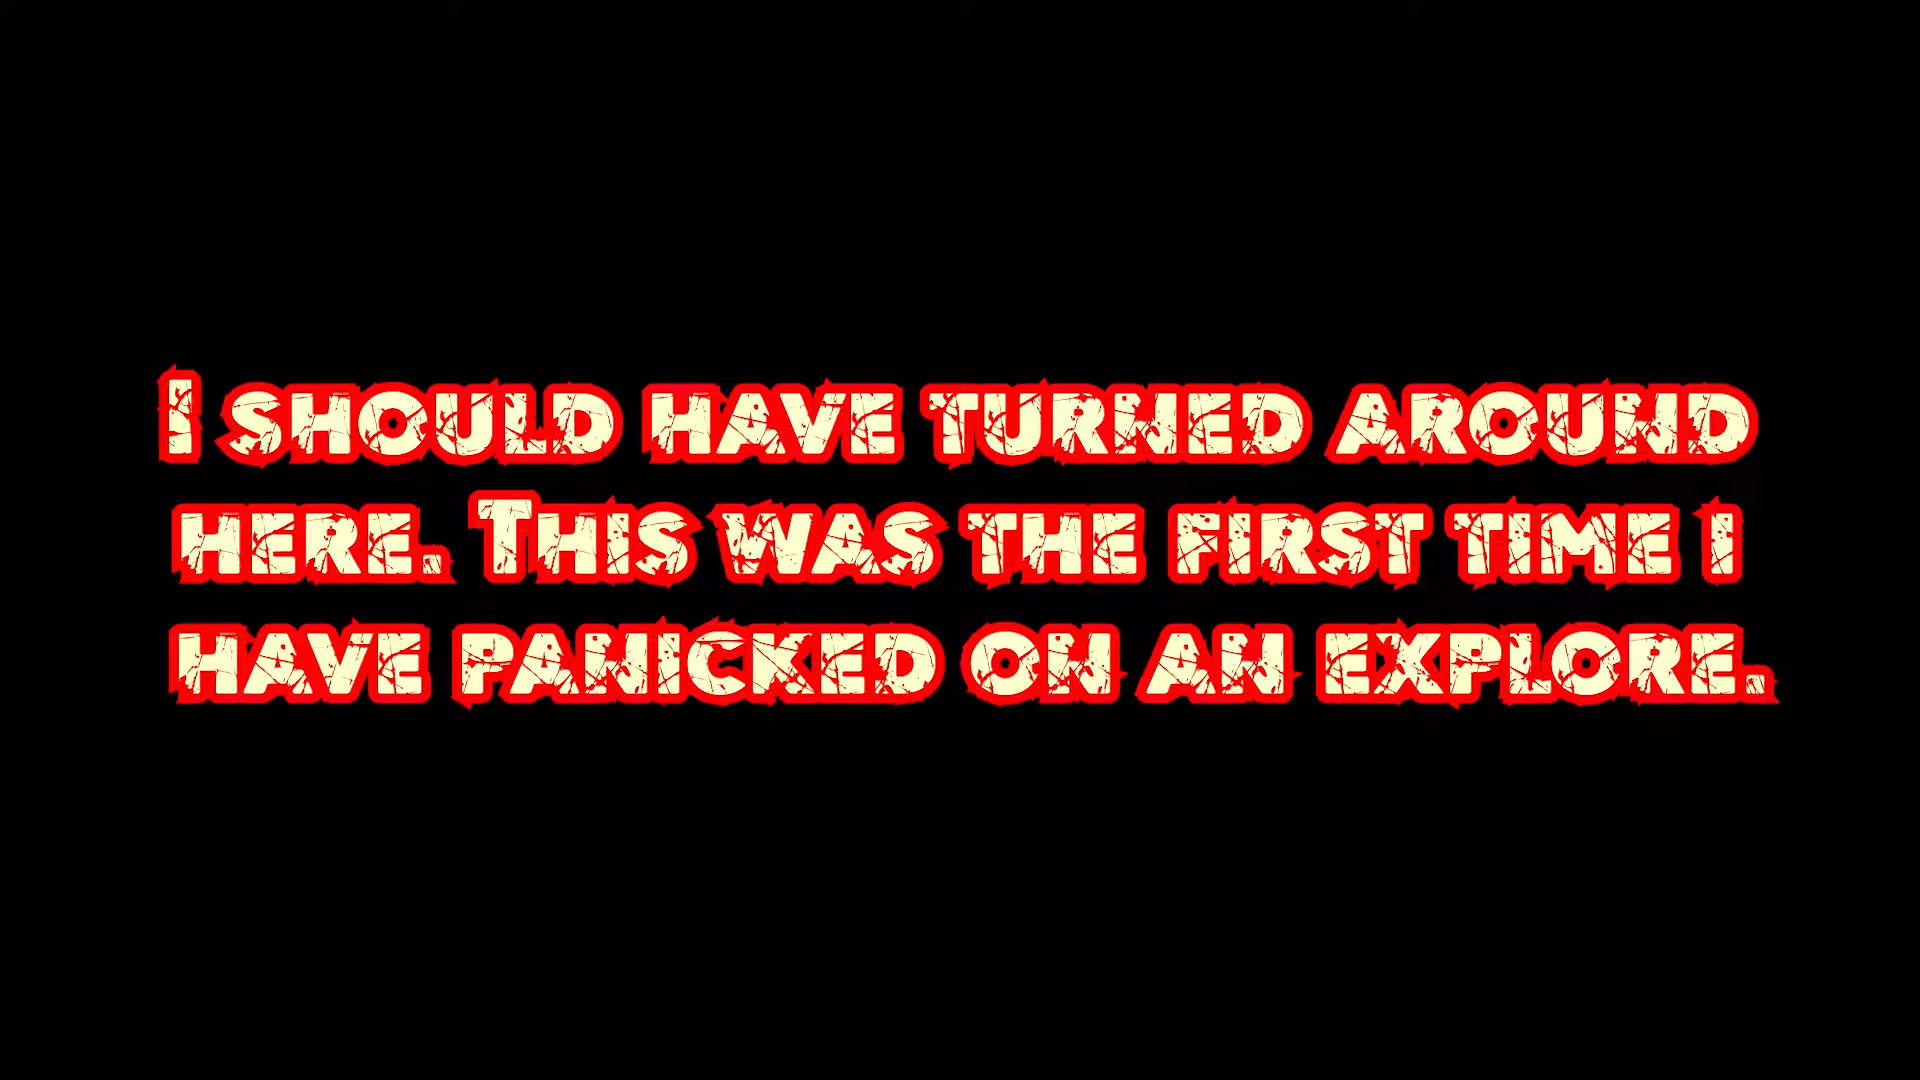 I should have turned around
here. This was the first time i
have panicked on an explore.